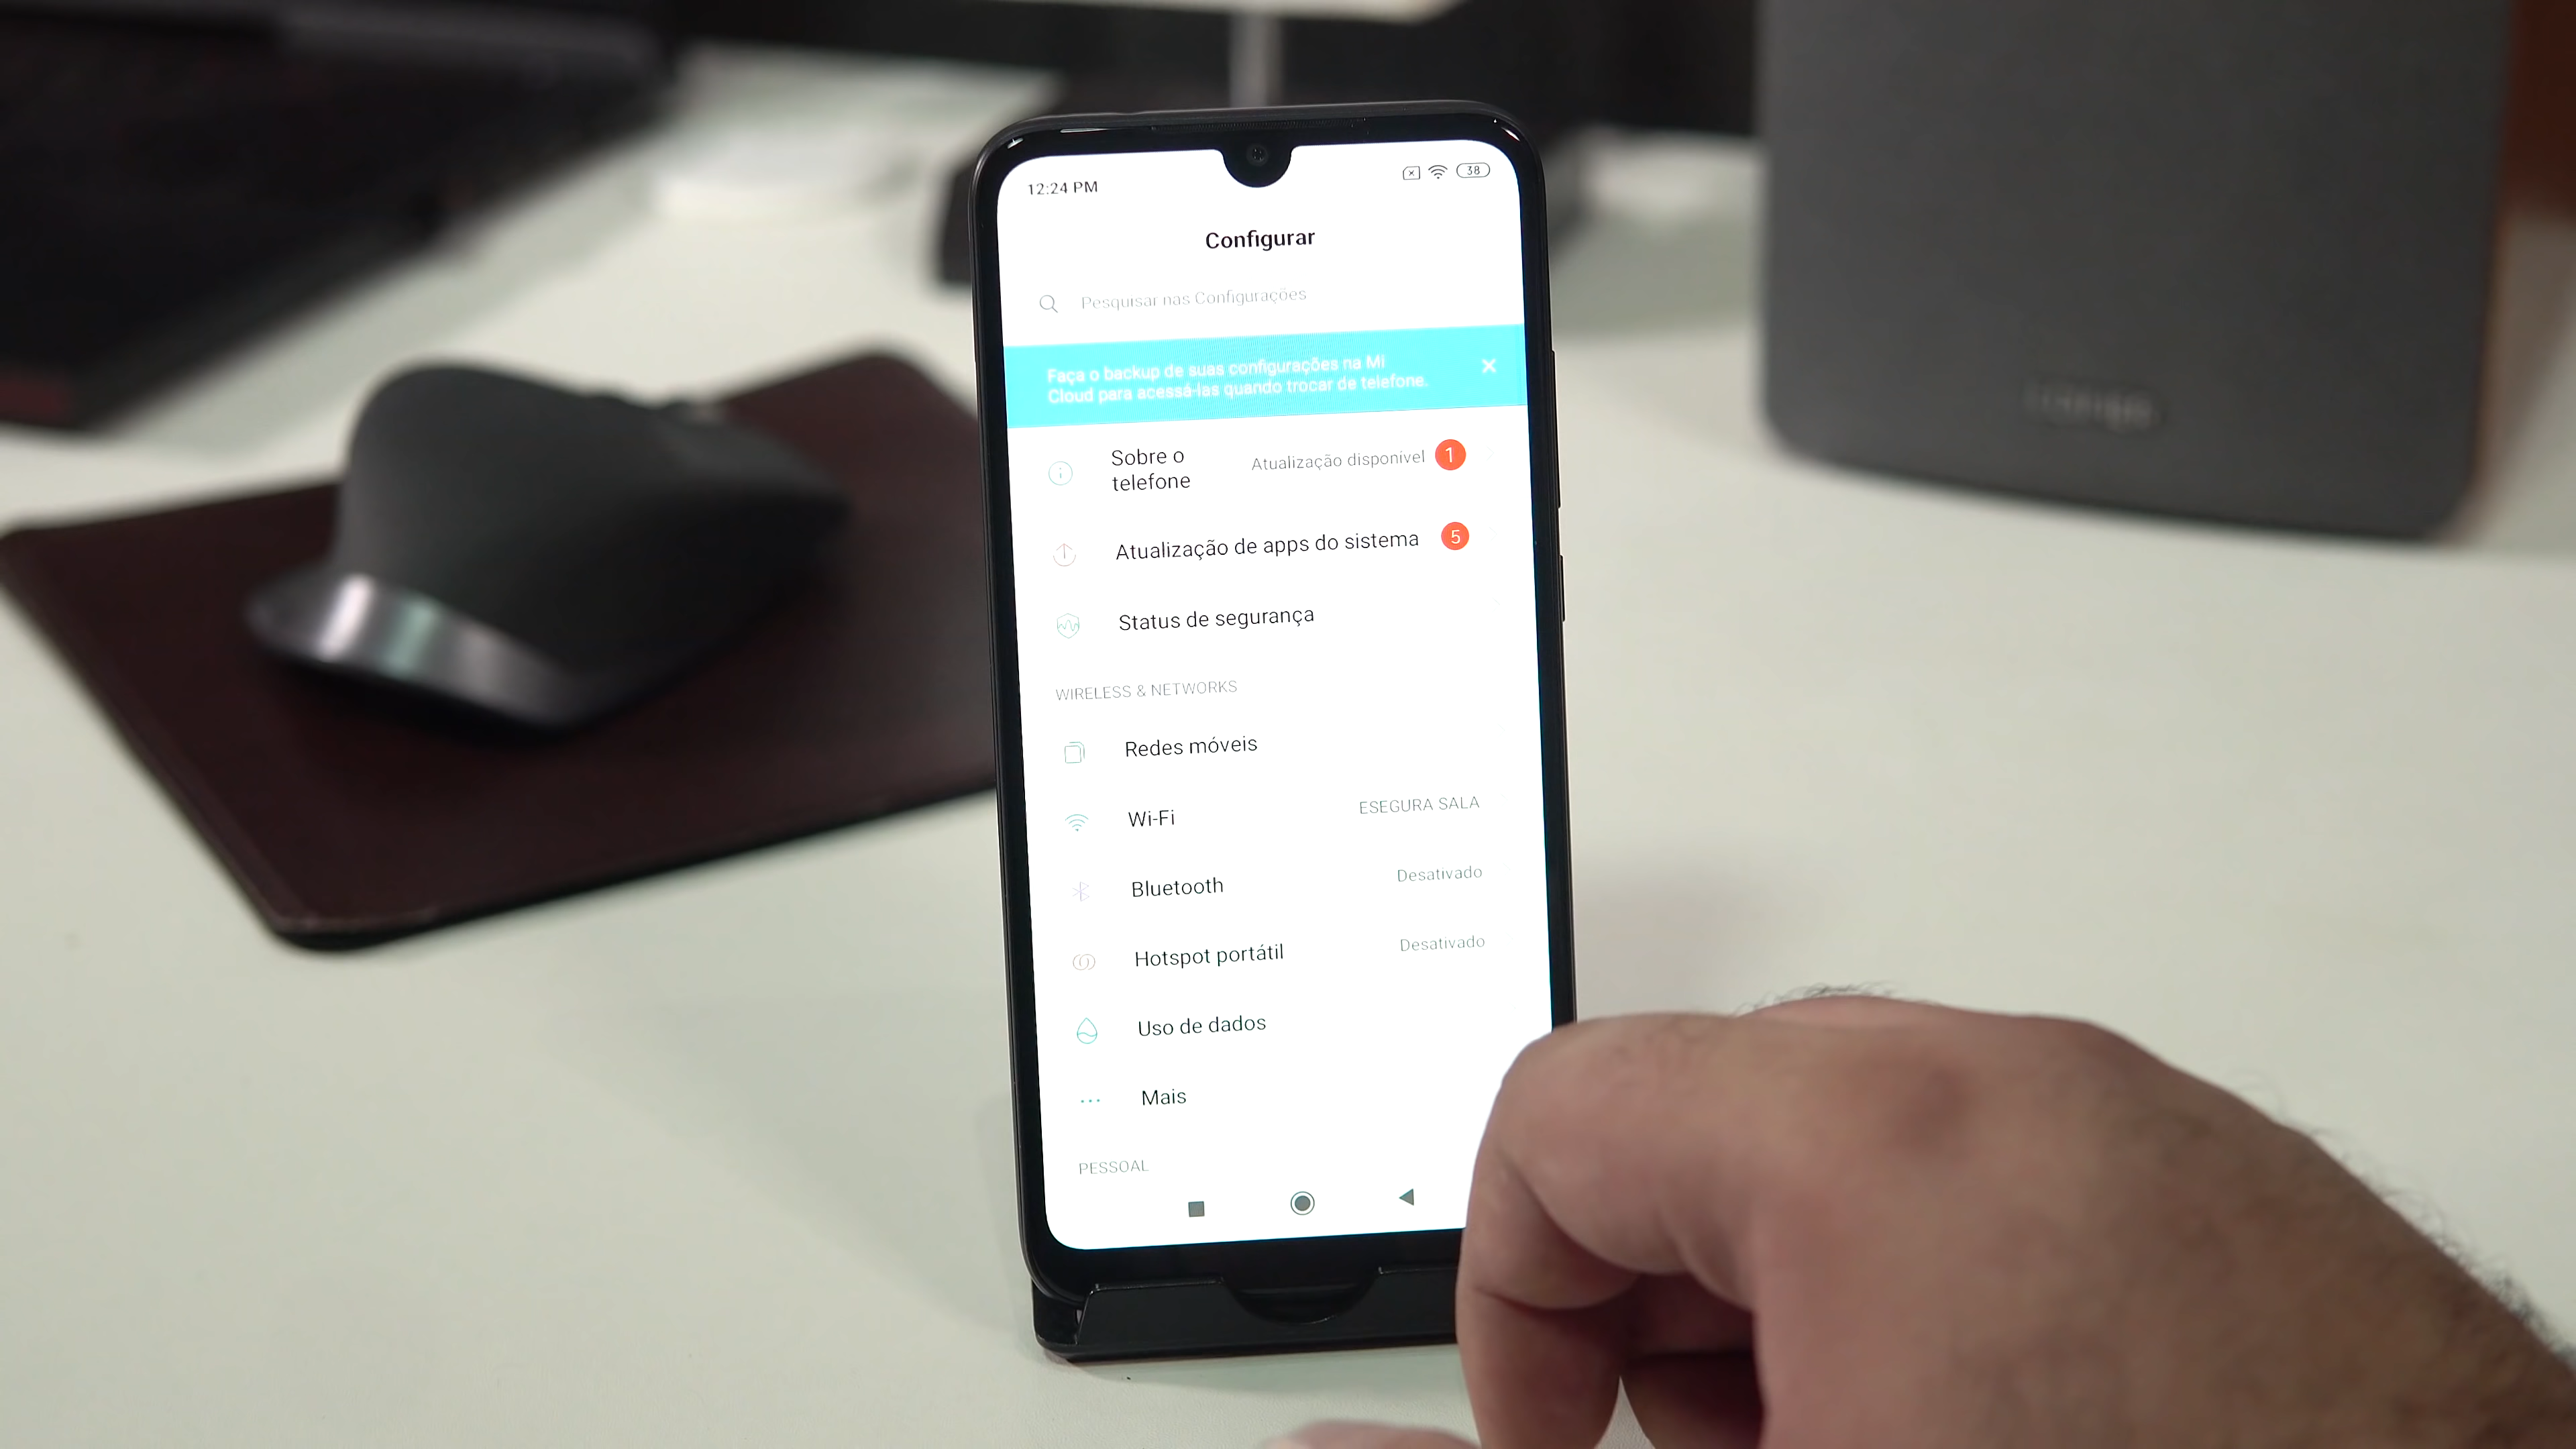 12:24 PM
38
Configurar
Pesquisar nas Configurações
Faça o backup de suas configurações na MI
Cloud para acessá-las quando trocar de telefone.
Sobre o
telefone
Atualização disponível
1
Atualização de apps do sistema
5
Status de segurança
WIRELESS & NETWORKS
Redes móveis
Wi-Fi
ESEGURA SALA
Bluetooth
Desativado
Hotspot portátil
Desativado
Uso de dados
Mais
PESSOAL